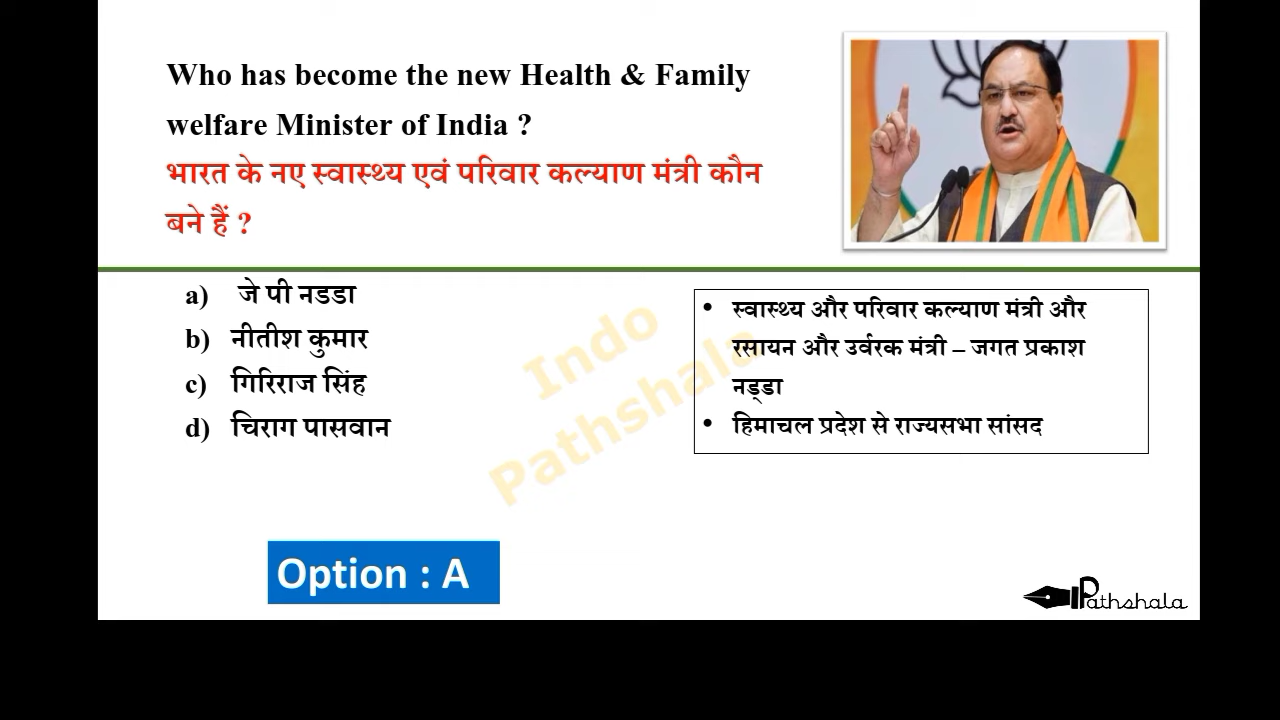 Who has become the new Health & Family
welfare Minister of India ?
भारत के नए स्वास्थ्य एवं परिवार कल्याण मंत्री कौन
बने हैं ?
a) जे पी नडडा
b) नीतीश कुमार
c) गिरिराज सिंह
d) चिराग पासवान
• स्वास्थ्य और परिवार कल्याण मंत्री और
रसायन और उर्वरक मंत्री – जगत प्रकाश
नड्डा
• हिमाचल प्रदेश से राज्यसभा सांसद
Indo
Pathshala
Option : A
Pathshala